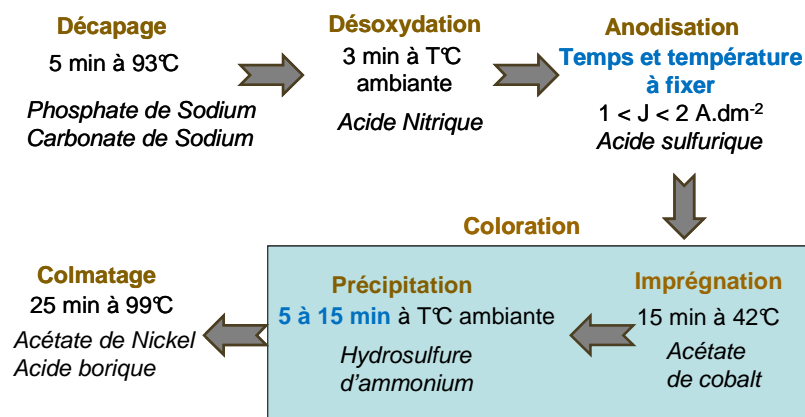 Décapage
5 min à 93°C
Phosphate de Sodium
Carbonate de Sodium
Désoxydation
3 min à T°C
ambiante
Acide Nitrique
Anodisation
Temps et température
à fixer
1 < J < 2 A.dm-2
Acide sulfurique
Coloration
Imprégnation
15 min à 42°C
Acétate
de cobalt
Précipitation
5 à 15 min à T°C ambiante
Hydrosulfure
d'ammonium
Colmatage
25 min à 99°C
Acétate de Nickel
Acide borique